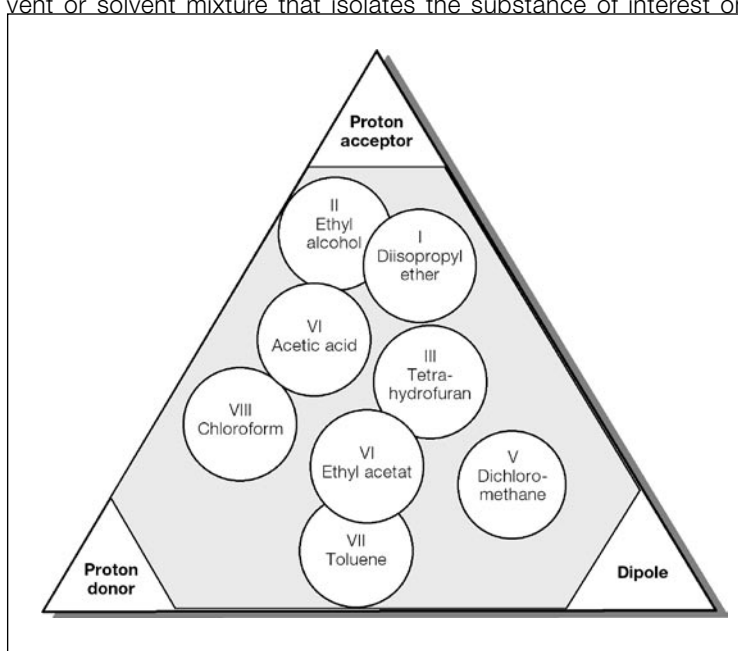 vent or solvent mixture that isolates the substance of interest or
Proton
acceptor
II
Ethyl
alcohol
I
Diisopropyl
ether
VI
Acetic acid
III
Tetra-
hydrofuran
VIII
Chloroform
VI
Ethyl acetat
V
Dichloro-
methane
VII
Toluene
Proton
donor
Dipole